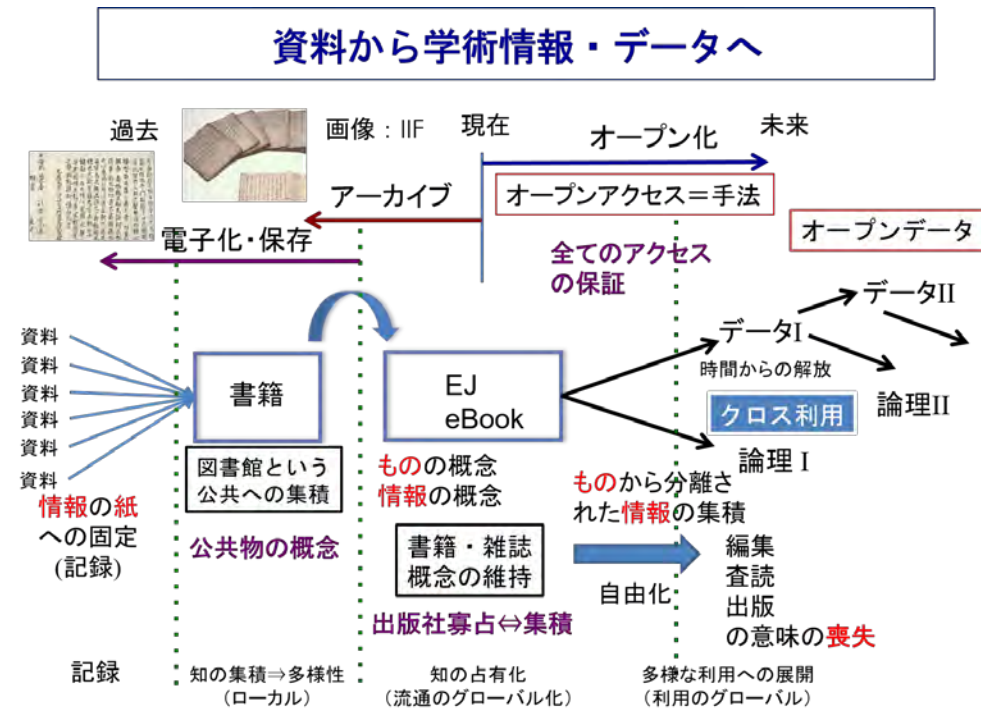 資料から学術情報・データへ
過去
画像：IIF
現在
オープン化
未来
アーカイブ
オープンアクセス＝手法
オープンデータ
電子化・保存
全てのアクセス
の保証
データII
データI
時間からの解放
クロス利用
論理II
論理 I
資料
資料
資料
資料
資料
資料
書籍
EJ
eBook
図書館という
公共への集積
ものの概念
情報の概念
ものから分離さ
れた情報の集積
情報の紙
への固定
(記録)
公共物の概念
書籍・雑誌
概念の維持
自由化
編集
査読
出版
の意味の喪失
出版社寡占⇔集積
記録
知の集積⇒多様性
（ローカル）
知の占有化
（流通のグローバル化）
多様な利用への展開
（利用のグローバル）